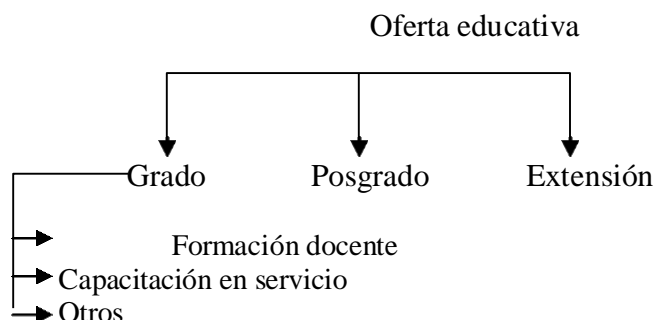 Oferta educativa
Grado Posgrado Extensión
Formación docente
Capacitación en servicio
Otros